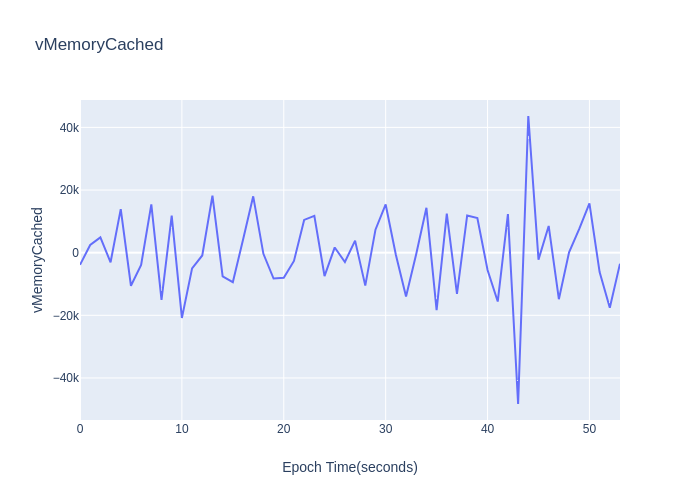 vMemoryCached
40k
20k
0
−20k
−40k
vMemoryCached
0 10 20 30 40 50
Epoch Time(seconds)